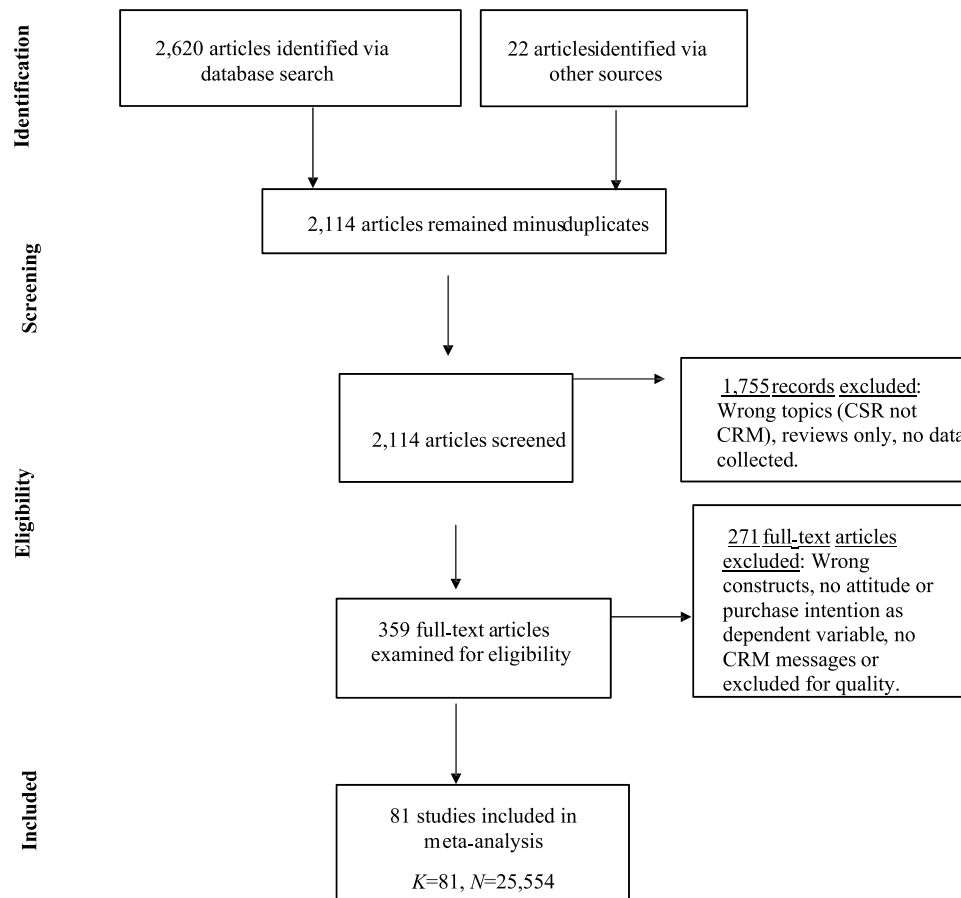 Identification
2,620 articles identified via
database search
22 articlesidentified via
other sources
2,114 articles remained minusduplicates
Screening
2,114 articles screened
1,755 records excluded:
Wrong topics (CSR not
CRM), reviews only, no data
collected.
Eligibility
359 full-text articles
examined for eligibility
271 full-text articles
excluded: Wrong
constructs, no attitude or
purchase intention as
dependent variable, no
CRM messages or
excluded for quality.
Included
81 studies included in
meta-analysis
K=81, N=25,554